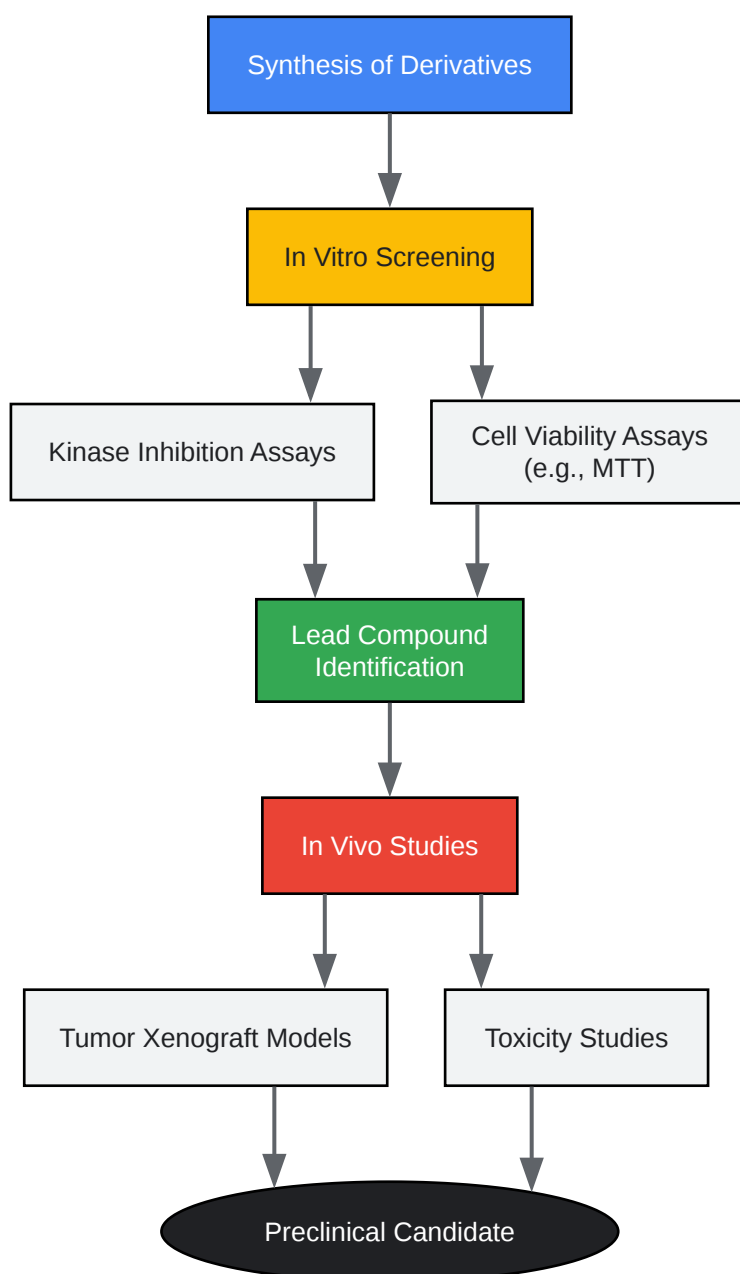 Synthesis of Derivatives
In Vitro Screening
Kinase Inhibition Assays
Cell Viability Assays
(e.g., MTT)
Lead Compound
Identification
In Vivo Studies
Tumor Xenograft Models
Toxicity Studies
Preclinical Candidate